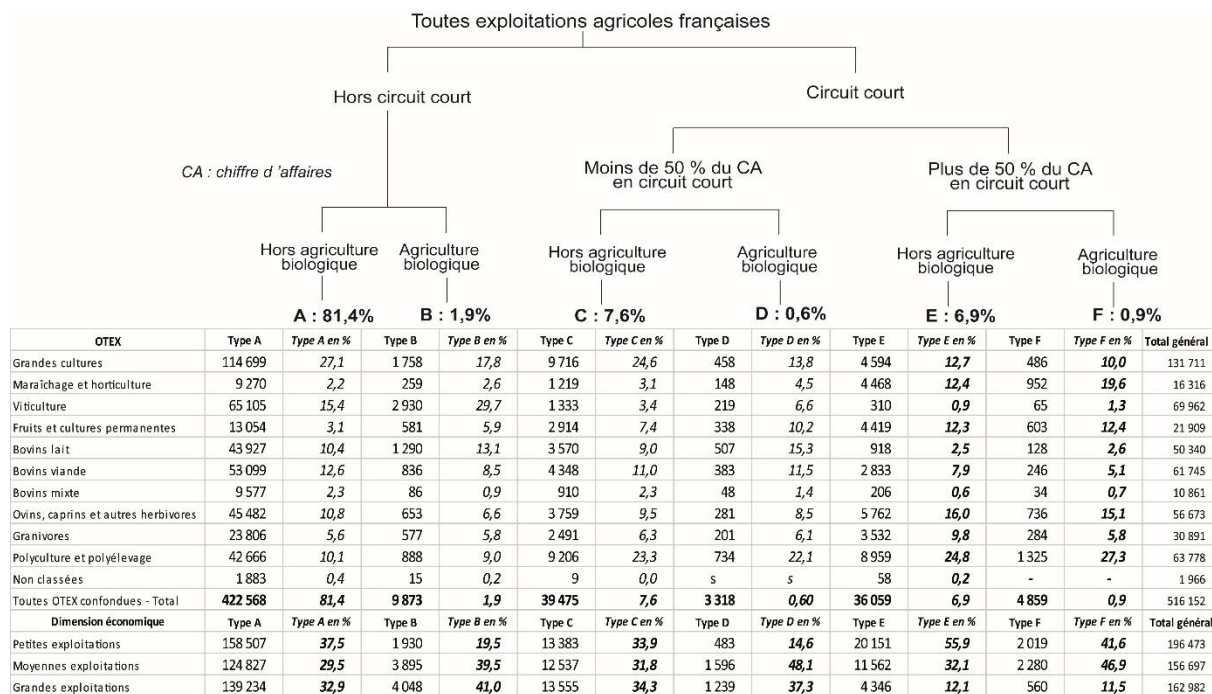 Toutes exploitations agricoles françaises
Hors circuit court
Circuit court
CA : chiffre d 'affaires
Moins de 50 % du CA
en circuit court
Plus de 50 % du CA
en circuit court
Hors agriculture
biologique
Agriculture
biologique
Hors agriculture
biologique
Agriculture
biologique
Hors agriculture
biologique
Agriculture
biologique
A : 81,4% B : 1,9% C : 7,6% D : 0,6% E : 6,9% F : 0,9%
OTEX Type A Type A en % Type B Type B en % Type C Type C en % Type D Type D en % Type E Type E en % Type F Type F en % Total général
Grandes cultures 114 699 27,1 1 758 17,8 9 716 24,6 458 13,8 4 594 12,7 486 10,0 131 711
Maraîchage et horticulture 9 270 2,2 259 2,6 1 219 3,1 148 4,5 4 468 12,4 952 19,6 16 316
Viticulture 65 105 15,4 2 930 29,7 1 333 3,4 219 6,6 310 0,9 65 1,3 69 962
Fruits et cultures permanentes 13 054 3,1 581 5,9 2 914 7,4 338 10,2 4 419 12,3 603 12,4 21 909
Bovins lait 43 927 10,4 1 290 13,1 3 570 9,0 507 15,3 918 2,5 128 2,6 50 340
Bovins viande 53 099 12,6 836 8,5 4 348 11,0 383 11,5 2 833 7,9 246 5,1 61 745
Bovins mixte 9 577 2,3 86 0,9 910 2,3 48 1,4 206 0,6 34 0,7 10 861
Ovins, caprins et autres herbivores 45 482 10,8 653 6,6 3 759 9,5 281 8,5 5 762 16,0 736 15,1 56 673
Granivores 23 806 5,6 577 5,8 2 491 6,3 201 6,1 3 532 9,8 284 5,8 30 891
Polyculture et polyélevage 42 666 10,1 888 9,0 9 206 23,3 734 22,1 8 959 24,8 1 325 27,3 63 778
Non classées 1 883 0,4 15 0,2 9 0,0 s s 58 0,2 - - 1 966
Toutes OTEX confondues - Total 422 568 81,4 9 873 1,9 39 475 7,6 3 318 0,60 36 059 6,9 4 859 0,9 516 152
Dimension économique Type A Type A en % Type B Type B en % Type C Type C en % Type D Type D en % Type E Type E en % Type F Type F en % Total général
Petites exploitations 158 507 37,5 1 930 19,5 13 383 33,9 483 14,6 20 151 55,9 2 019 41,6 196 473
Moyennes exploitations 124 827 29,5 3 895 39,5 12 537 31,8 1 596 48,1 11 562 32,1 2 280 46,9 156 697
Grandes exploitations 139 234 32,9 4 048 41,0 13 555 34,3 1 239 37,3 4 346 12,1 560 11,5 162 982